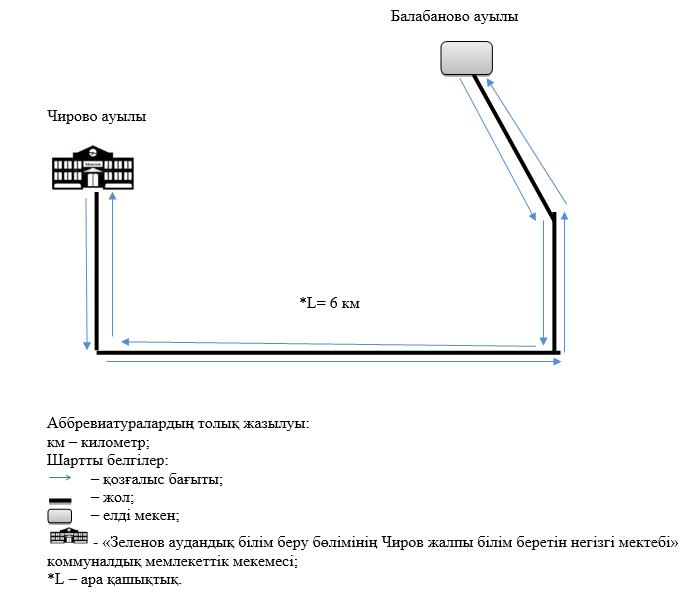 Балабаново ауылы
Чирово ауылы
*L= 6 км
Аббревиатуралардың толық жазылуы:
км – километр;
Шартты белгілер:
– қозғалыс бағыты;
– жол;
– елді мекен;
- «Зеленов аудандық білім беру бөлімінің Чиров жалпы білім беретін негізгі мектебі»
коммуналдық мемлекеттік мекемесі;
*L – ара қашықтық.